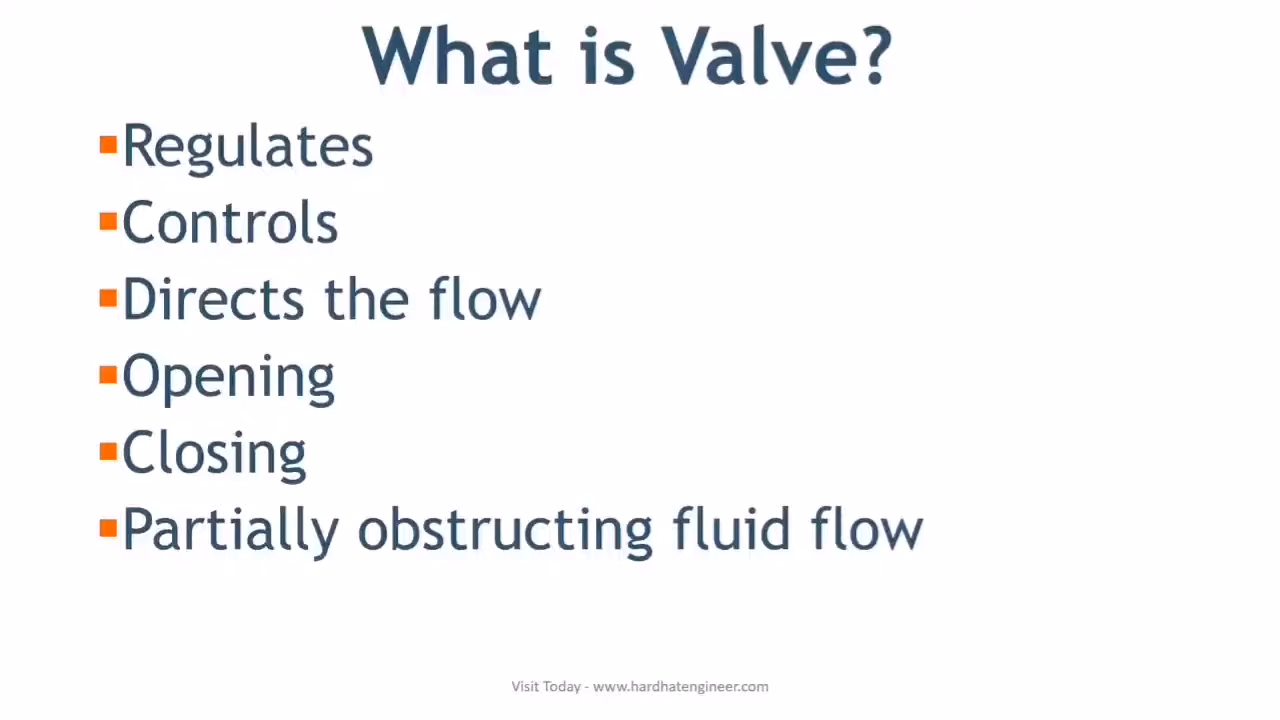 What is Valve?
Regulates
Controls
Directs the flow
Opening
Closing
Partially obstructing fluid flow
Visit Today - www.hardhatengineer.com